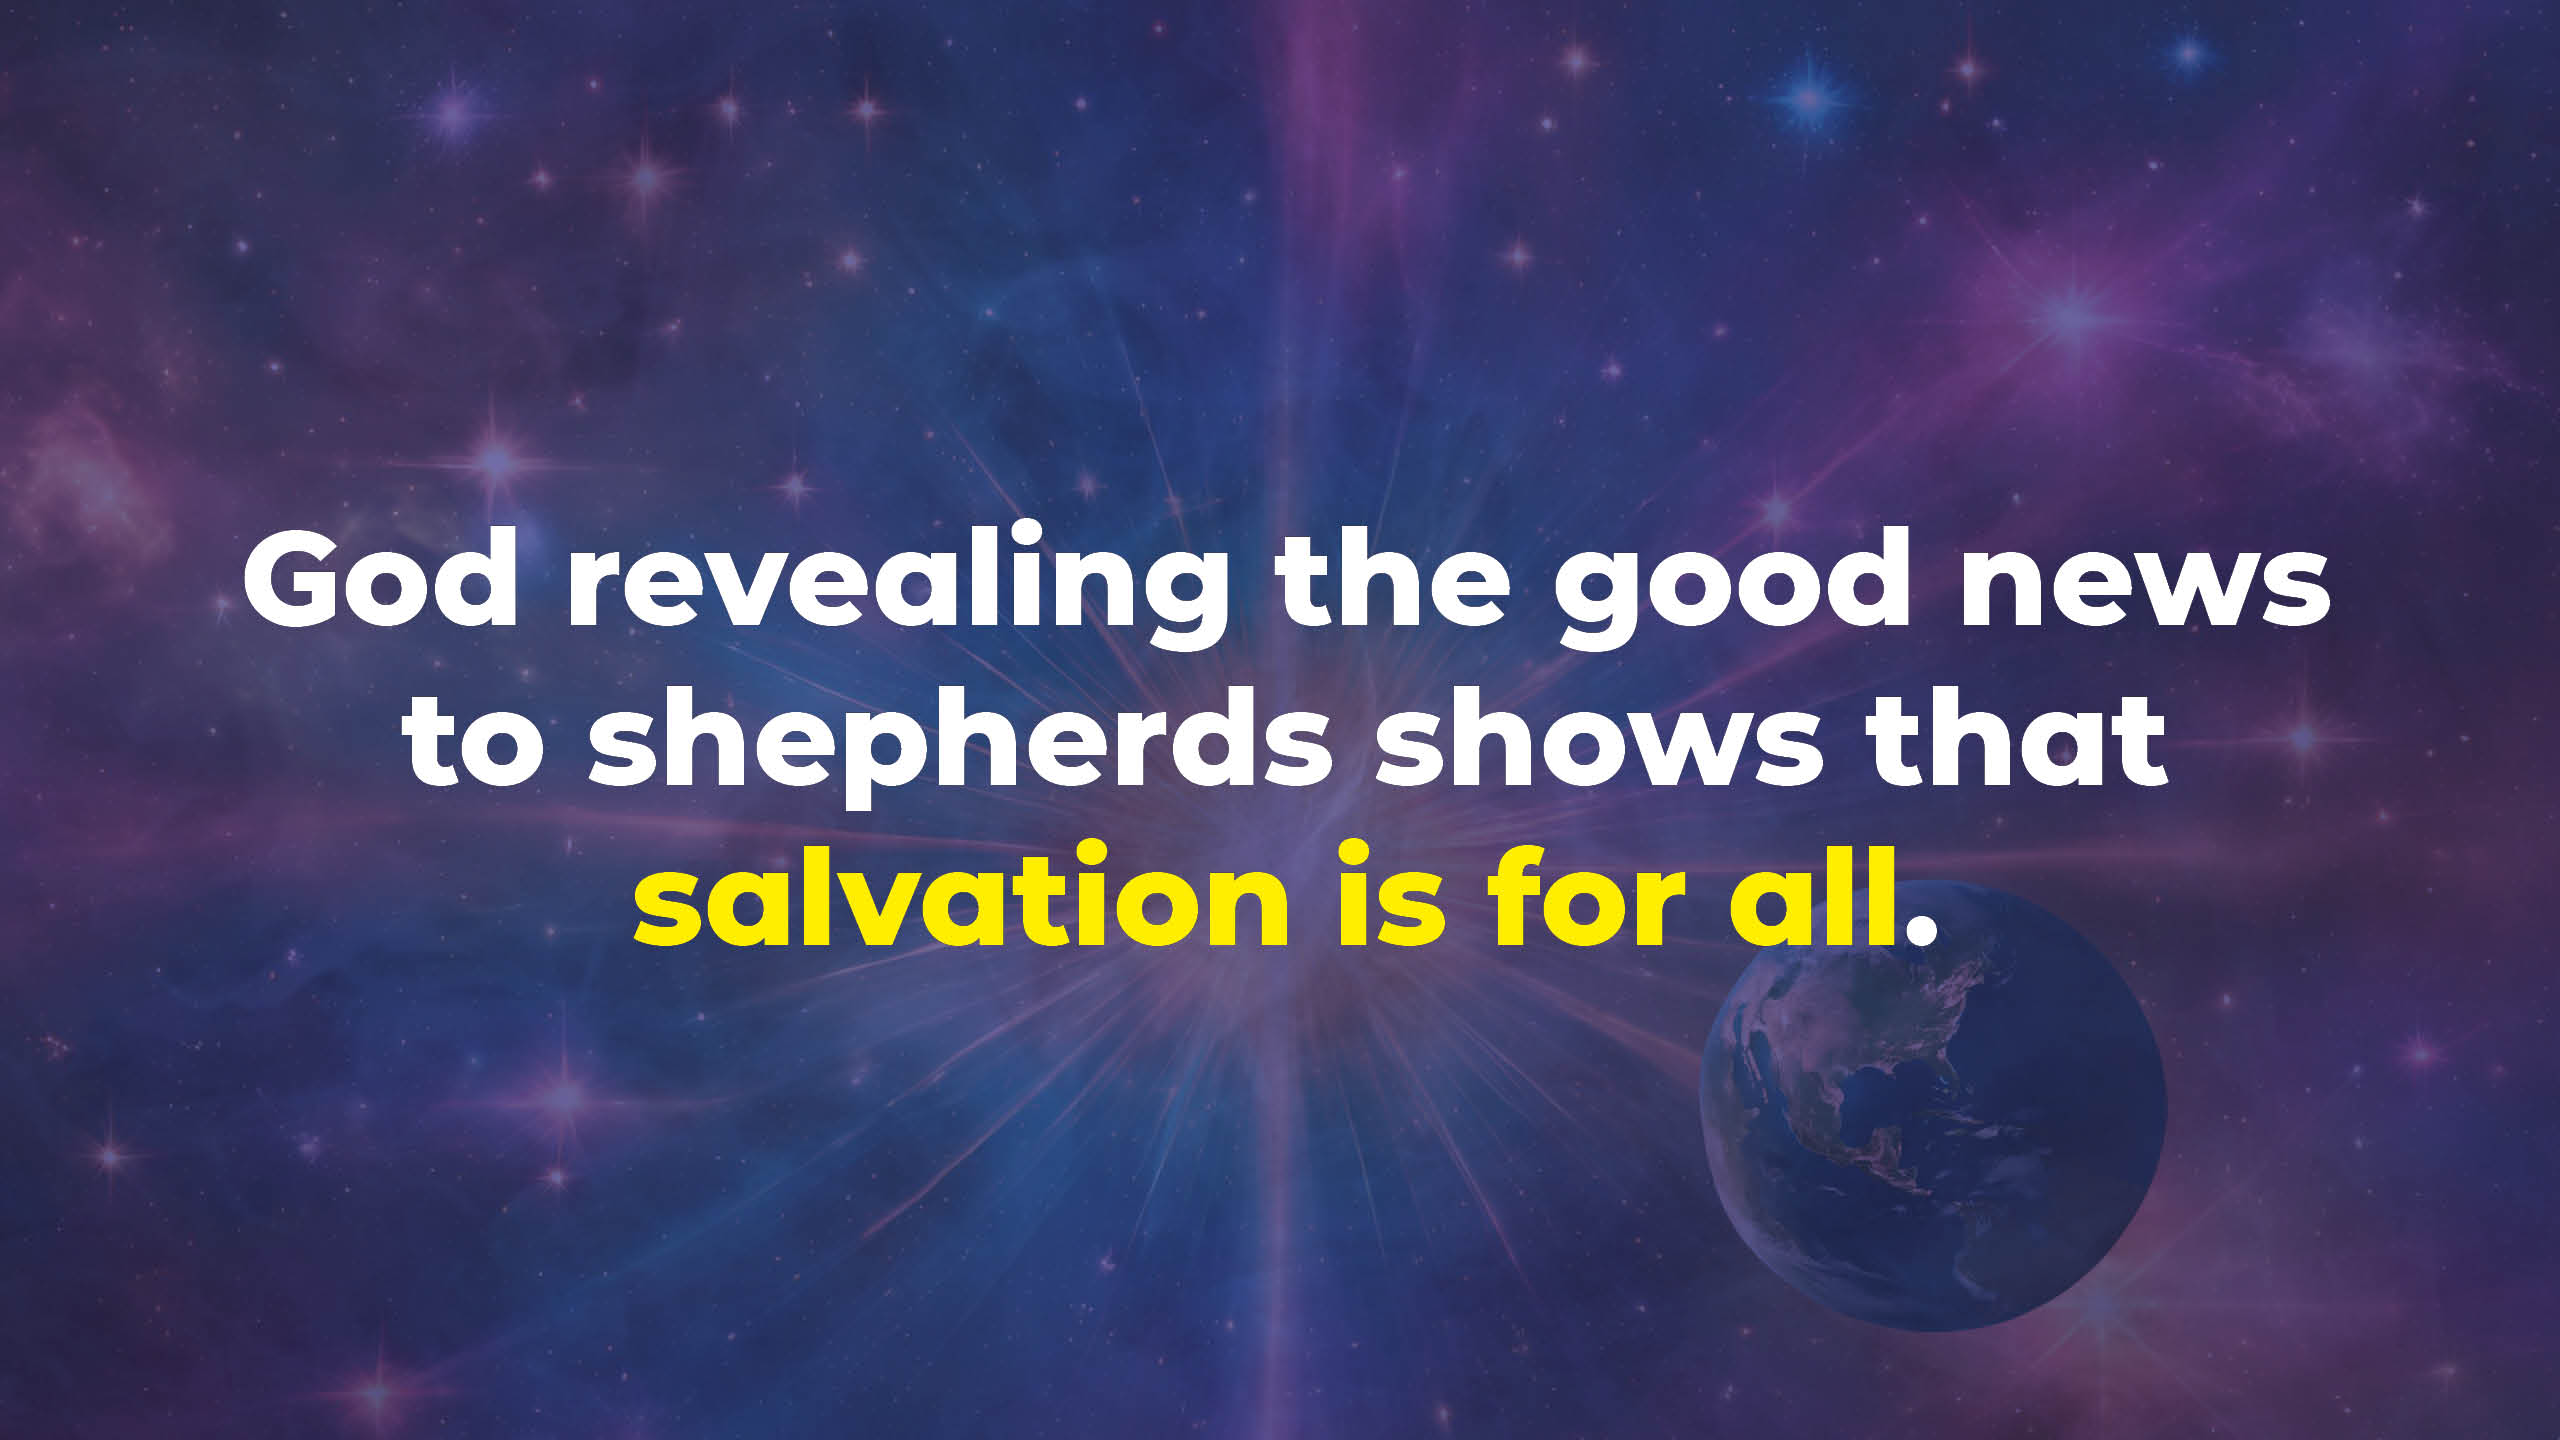 God revealing the good news
to shepherds shows that
salvation is for all.